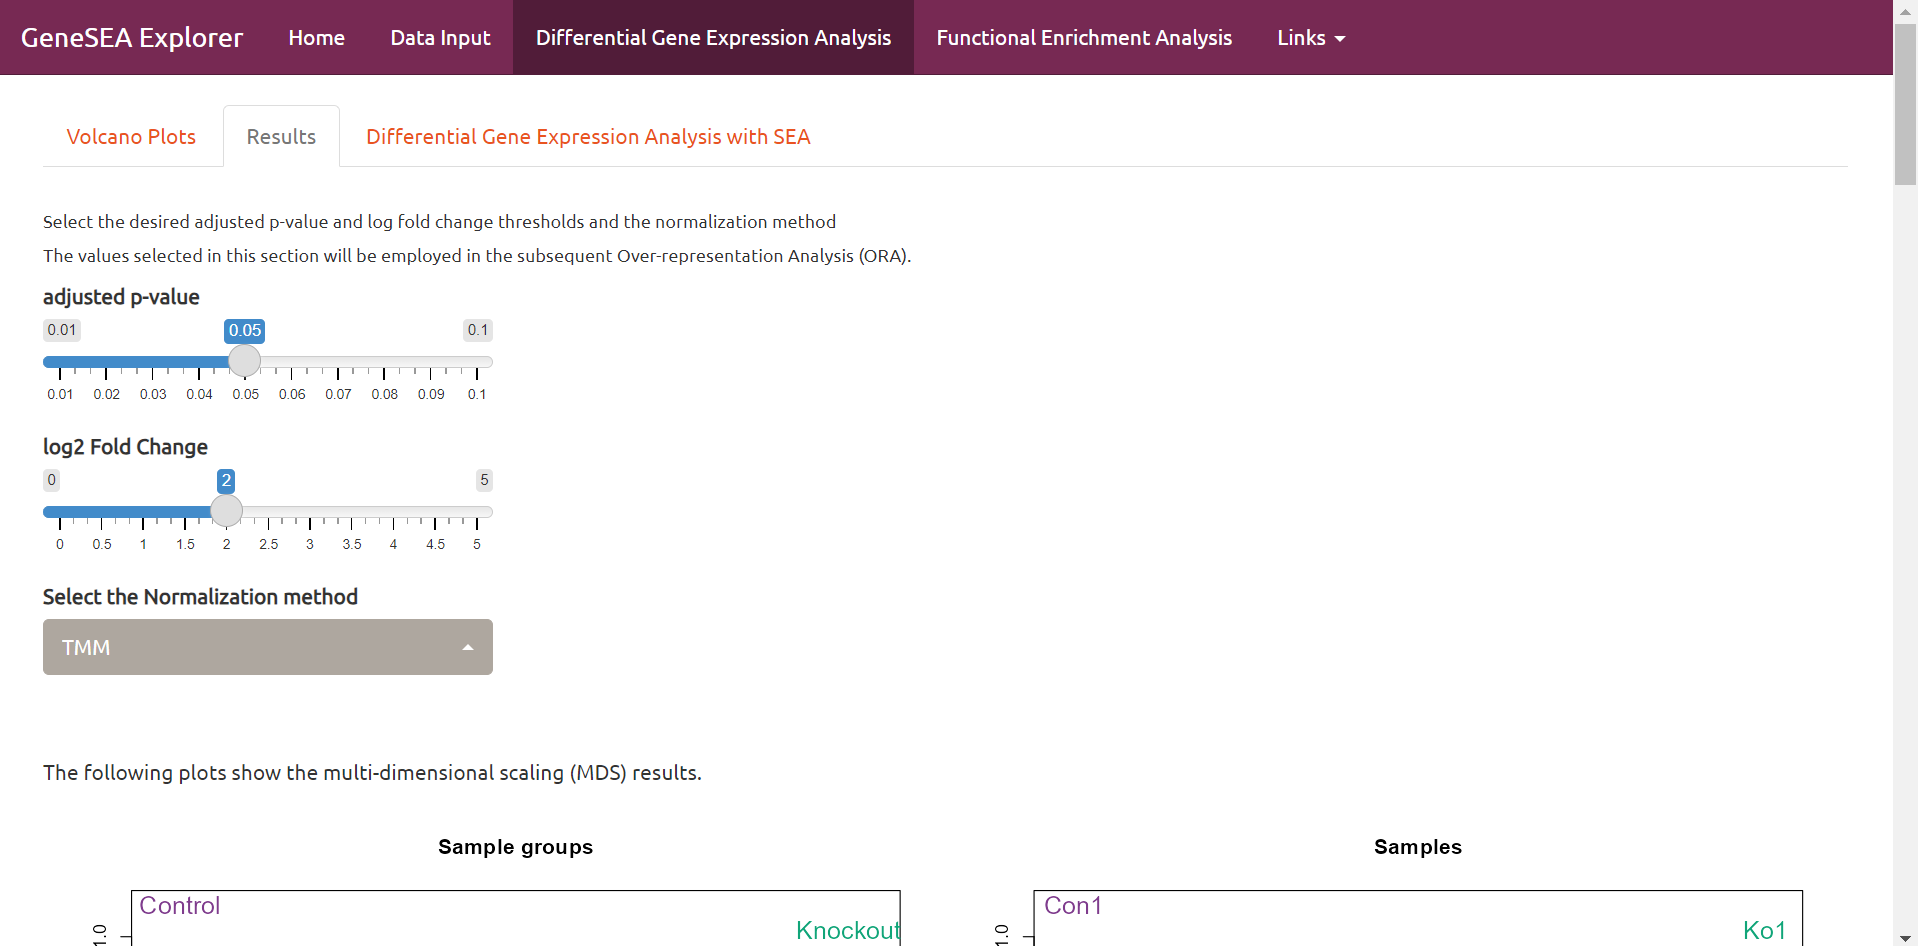 GeneSEA Explorer Home Data Input Differential Gene Expression Analysis Functional Enrichment Analysis Links
Volcano Plots Results Differential Gene Expression Analysis with SEA
Select the desired adjusted p-value and log fold change thresholds and the normalization method
The values selected in this section will be employed in the subsequent Over-representation Analysis (ORA).
adjusted p-value
0.01 0.05 0.1
0.01 0.02 0.03 0.04 0.05 0.06 0.07 0.08 0.09 0.1
log2 Fold Change
0 2 5
0 0.5 1 1.5 2 2.5 3 3.5 4 4.5 5
Select the Normalization method
TMM
The following plots show the multi-dimensional scaling (MDS) results.
Sample groups Samples
Control Con1
Knockout Ko1
1.0 1.0